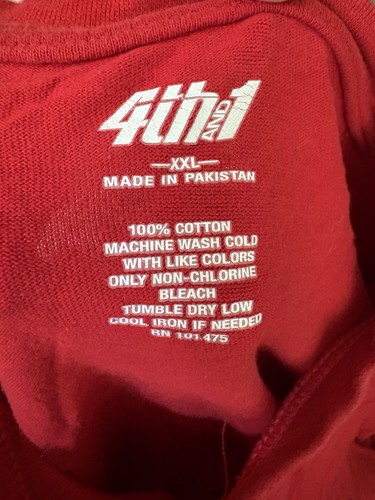 4th AND 1
—XXL—
MADE IN PAKISTAN
100% COTTON
MACHINE WASH COLD
WITH LIKE COLORS
ONLY NON-CHLORINE
BLEACH
TUMBLE DRY LOW
COOL IRON IF NEEDED
RN 101475